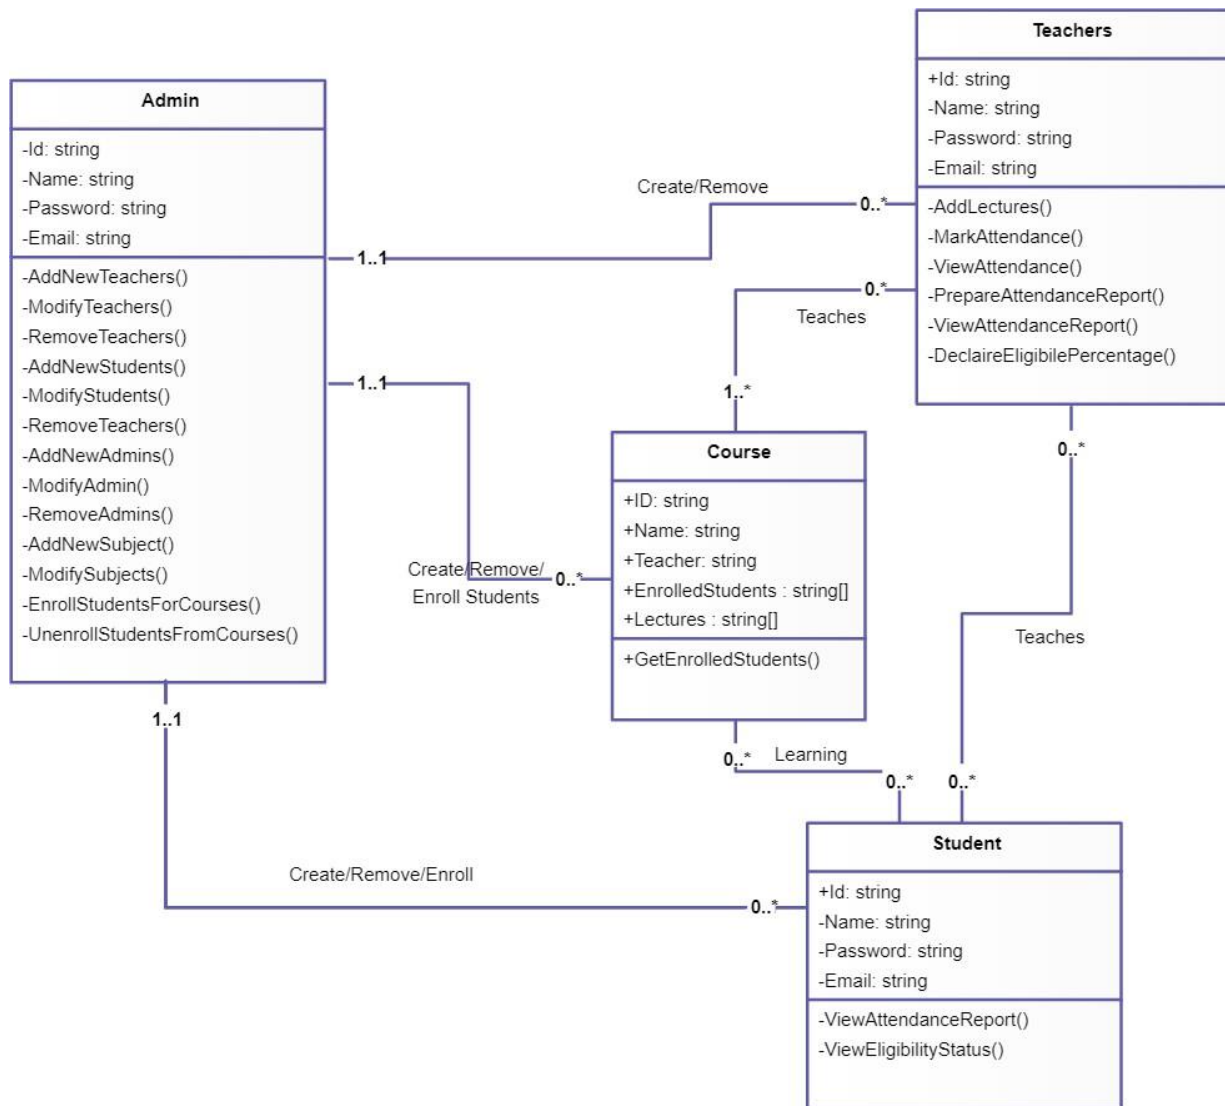 Teachers
+Id: string
-Name: string
-Password: string
-Email: string
-AddLectures()
-MarkAttendance()
-ViewAttendance()
-PrepareAttendanceReport()
-ViewAttendanceReport()
-DeclaireEligibilePercentage()
Admin
-Id: string
-Name: string
-Password: string
-Email: string
-AddNewTeachers()
-ModifyTeachers()
-RemoveTeachers()
-AddNewStudents()
-ModifyStudents()
-RemoveTeachers()
-AddNewAdmins()
-ModifyAdmin()
-RemoveAdmins()
-AddNewSubject()
-ModifySubjects()
-EnrollStudentsForCourses()
-UnenrollStudentsFromCourses()
Create/Remove
0..*
1..1
0.*
Teaches
1..*
1..1
Course
+ID: string
+Name: string
+Teacher: string
+EnrolledStudents : string[]
+Lectures : string[]
+GetEnrolledStudents()
Create/Remove/
Enroll Students
0..*
0..*
Teaches
0..*
1..1
0..*
Learning
0..*
Create/Remove/Enroll
0..*
Student
+Id: string
-Name: string
-Password: string
-Email: string
-ViewAttendanceReport()
-ViewEligibilityStatus()